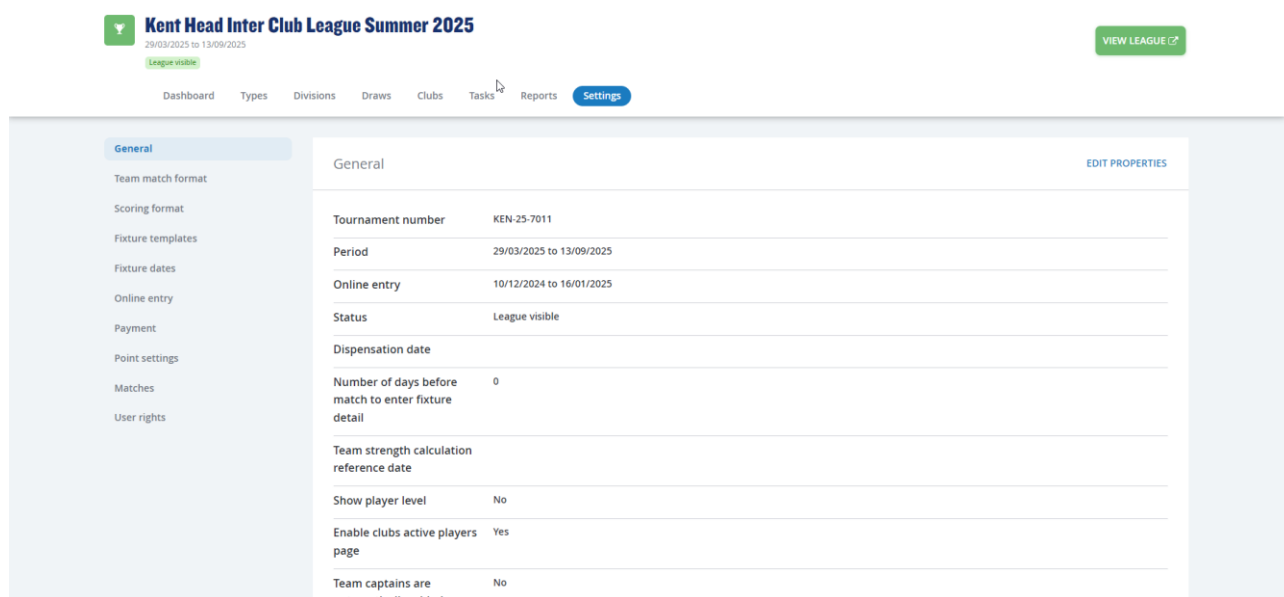 Kent Head Inter Club League Summer 2025
29/03/2025 to 13/09/2025
League visible
VIEW LEAGUE
Dashboard Types Divisions Draws Clubs Tasks Reports Settings
General
Team match format
Scoring format
Fixture templates
Fixture dates
Online entry
Payment
Point settings
Matches
User rights
General EDIT PROPERTIES
Tournament number KEN-25-7011
Period 29/03/2025 to 13/09/2025
Online entry 10/12/2024 to 16/01/2025
Status League visible
Dispensation date
Number of days before 0
match to enter fixture
detail
Team strength calculation
reference date
Show player level No
Enable clubs active players Yes
page
Team captains are No